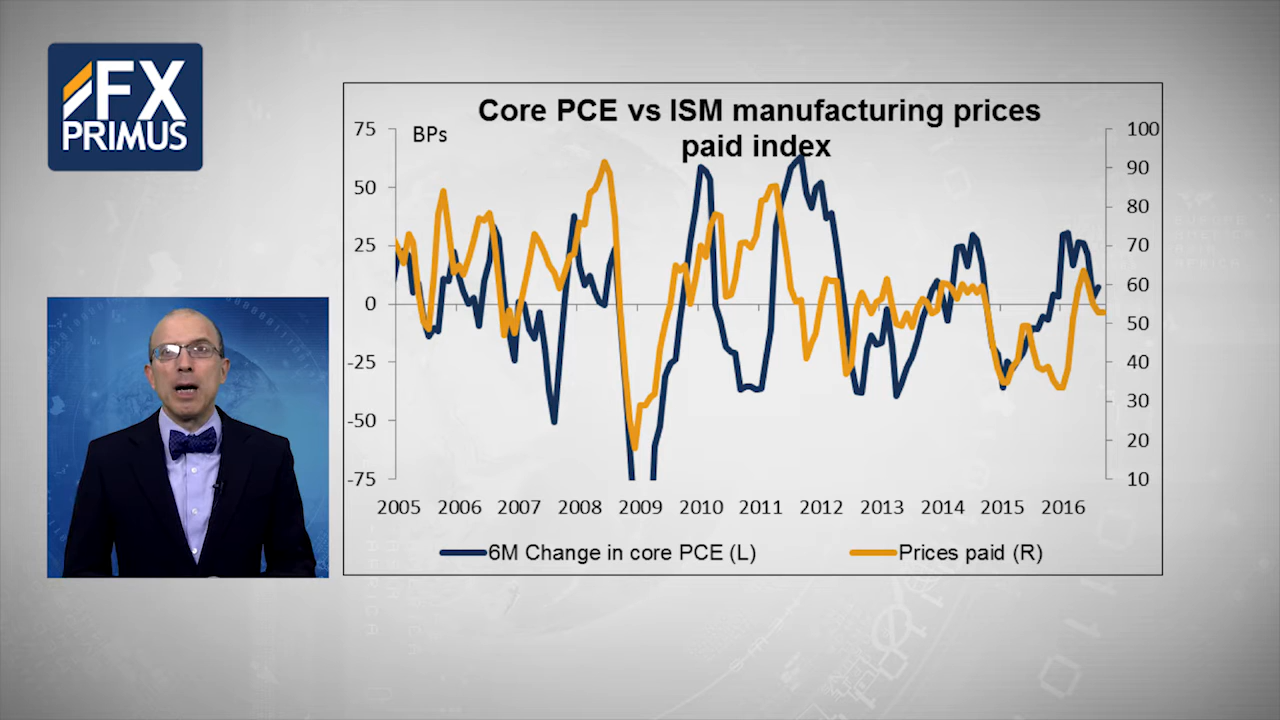 FX
PRIMUS
Core PCE vs ISM manufacturing prices
paid index
BPs
75
50
25
0
-25
-50
-75
100
90
80
70
60
50
40
30
20
10
2005 2006 2007 2008 2009 2010 2011 2012 2013 2014 2015 2016
6M Change in core PCE (L) Prices paid (R)